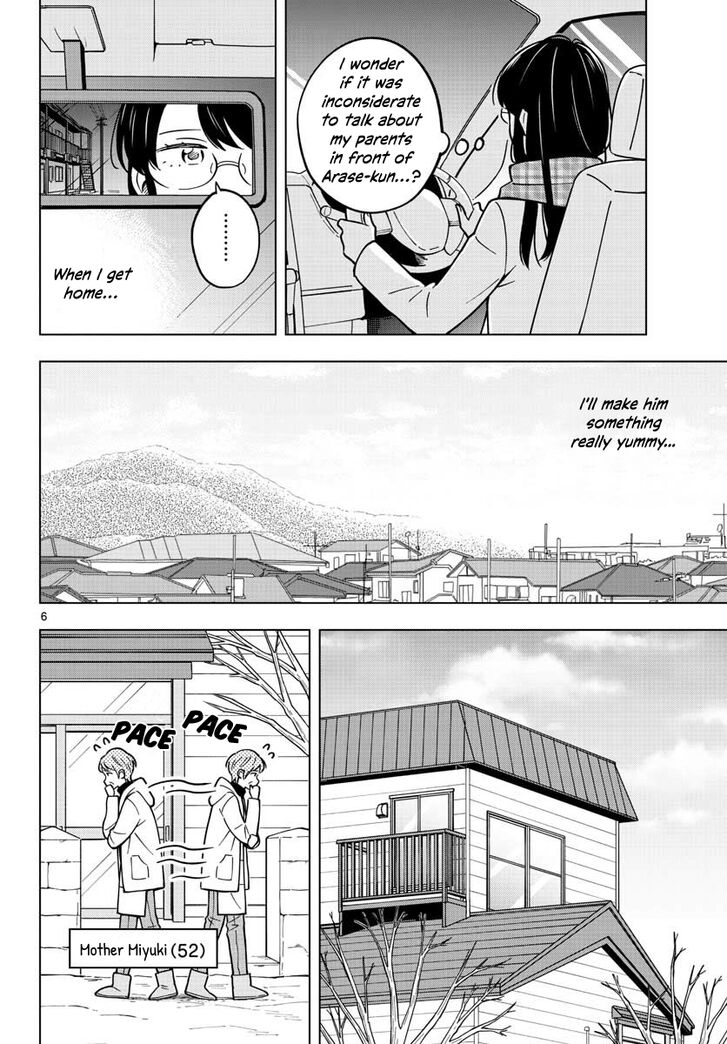 I wonder
if it was
inconsiderate
to talk about
my parents
in front of
Arase-kun...?
.........
When I get
home...
I'll make him
something
really yummy...
6
PACE
PACE
Mother Miyuki (52)